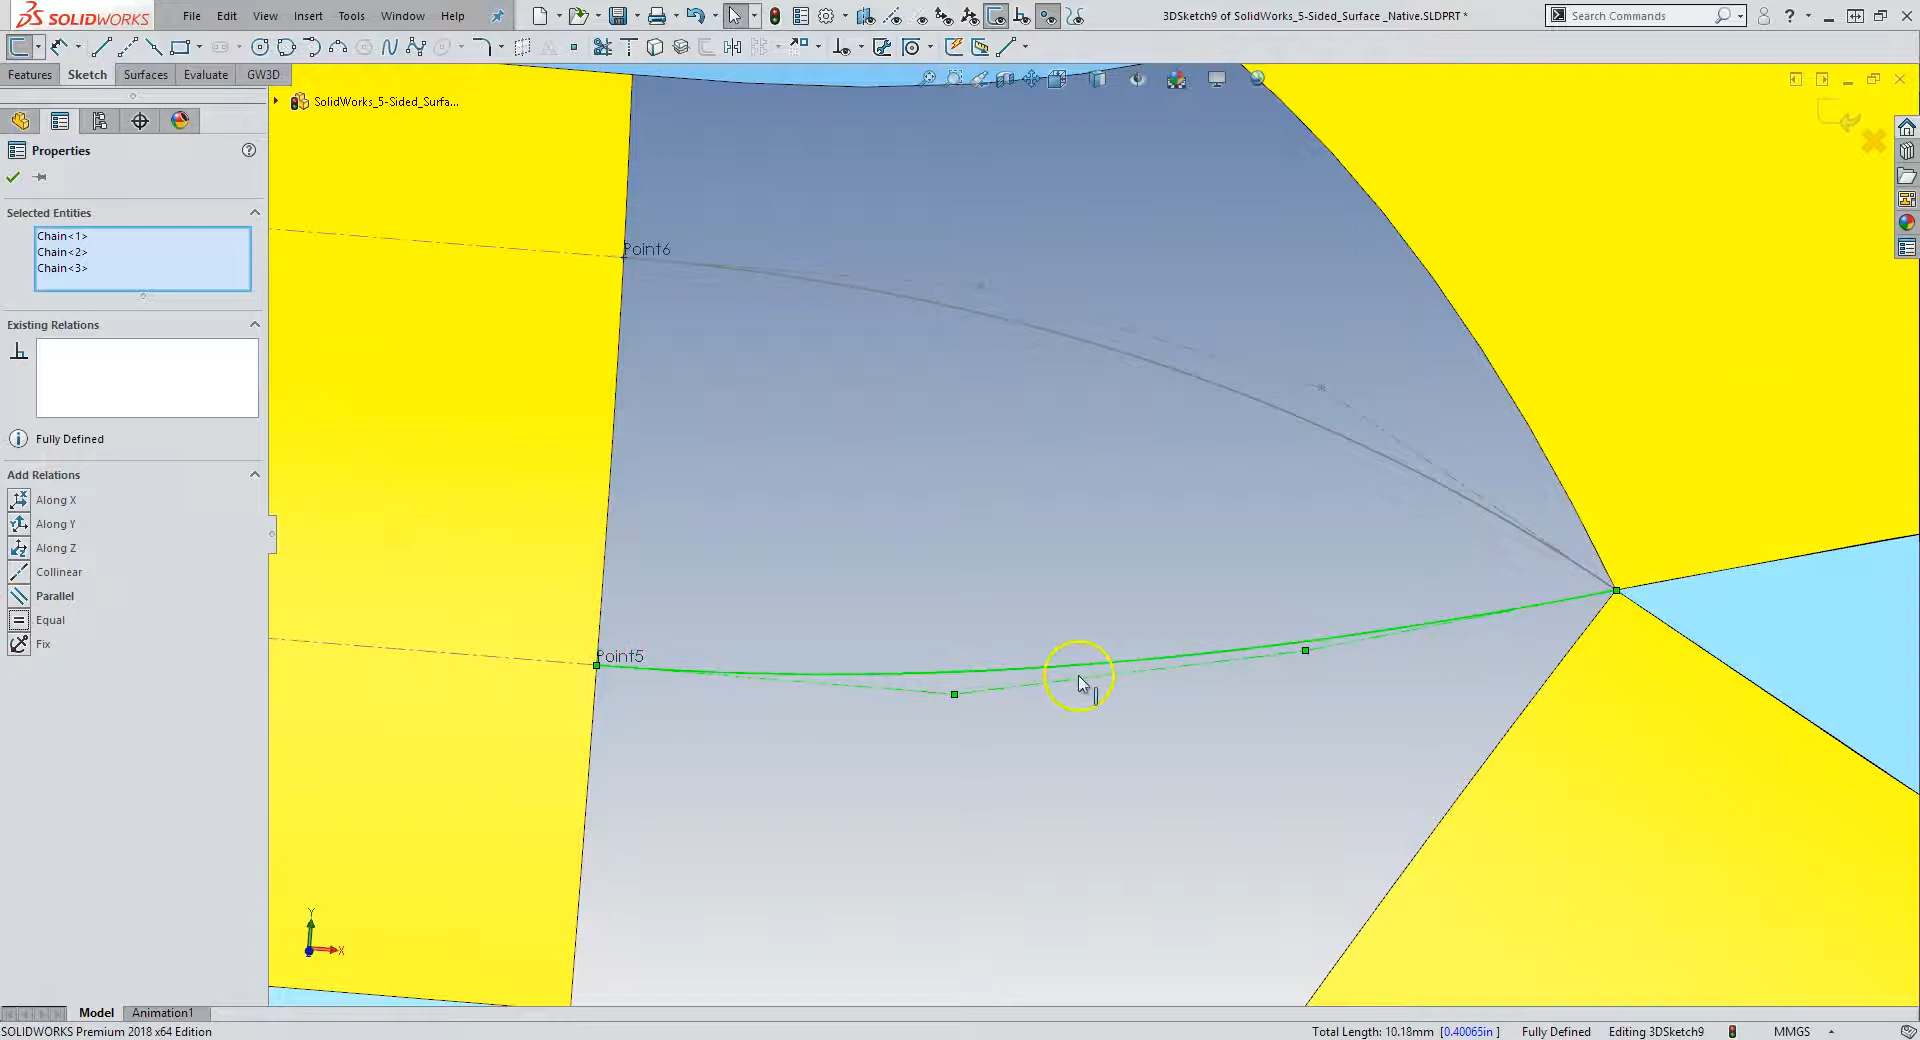 SOLIDWORKS File Edit View Insert Tools Window Help 3DSketch9 of SolidWorks_5-Sided_Surface _Native.SLDPRT * Search Commands ?
Features Sketch Surfaces Evaluate GW3D
SolidWorks_5-Sided_Surfa...
Properties ?
Selected Entities
Chain<1>
Chain<2>
Chain<3>
Existing Relations
Fully Defined
Add Relations
Along X
Along Y
Along Z
Collinear
Parallel
Equal
Fix
Point6
Point5
Y
X
Model Animation1
SOLIDWORKS Premium 2018 x64 Edition Total Length: 10.18mm [0.40065in ] Fully Defined Editing 3DSketch9 MMGS